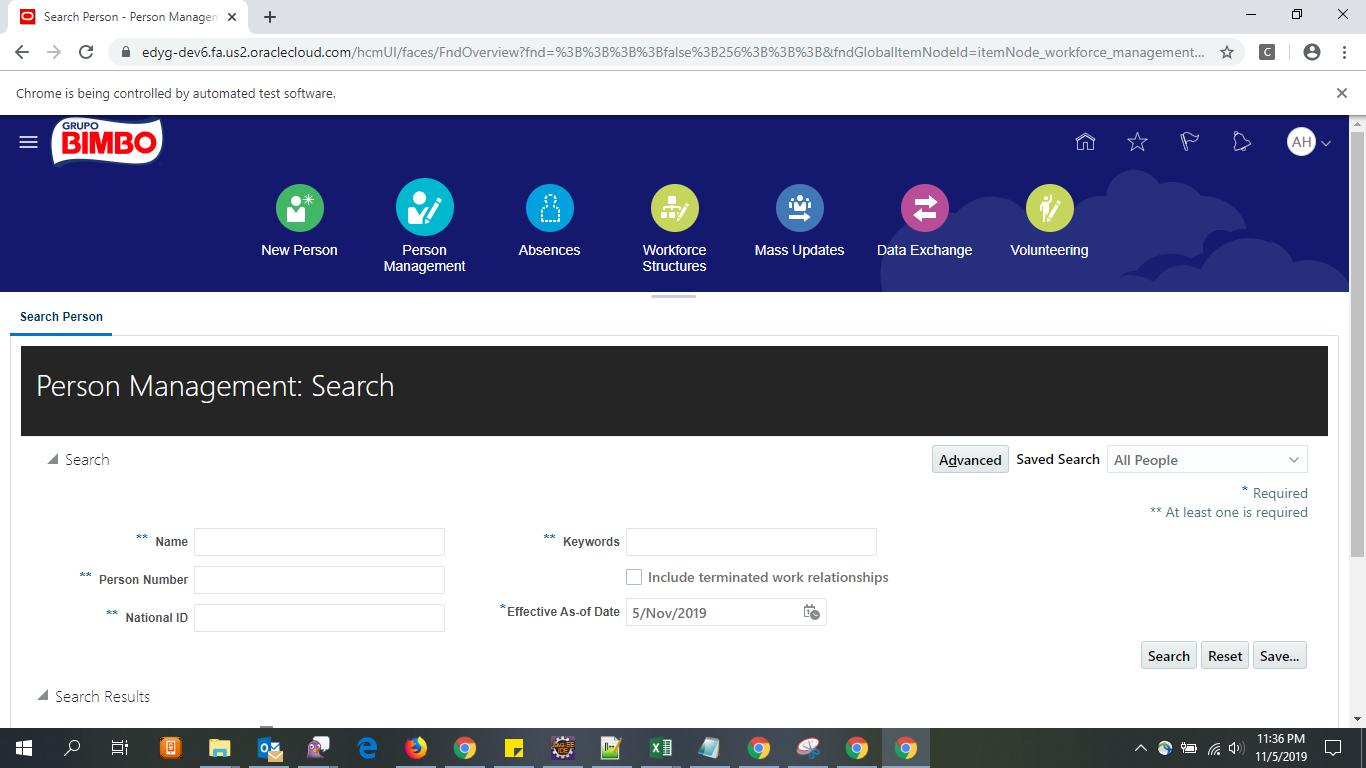 Search Person - Person Managem
edyg-dev6.fa.us2.oraclecloud.com/hcmUI/faces/FndOverview?fnd=%3B%3B%3B%3Bfalse%3B256%3B%3B%3B&fndGlobalItemNodeId=itemNode_workforce_management...
C
Chrome is being controlled by automated test software.
GRUPO
BIMBO
AH
New Person
Person Management
Absences
Workforce Structures
Mass Updates
Data Exchange
Volunteering
Search Person
Person Management: Search
Search
Advanced
Saved Search
All People
* Required
** At least one is required
** Name
** Keywords
** Person Number
Include terminated work relationships
** National ID
*Effective As-of Date
5/Nov/2019
Search
Reset
Save...
Search Results
11:36 PM
11/5/2019